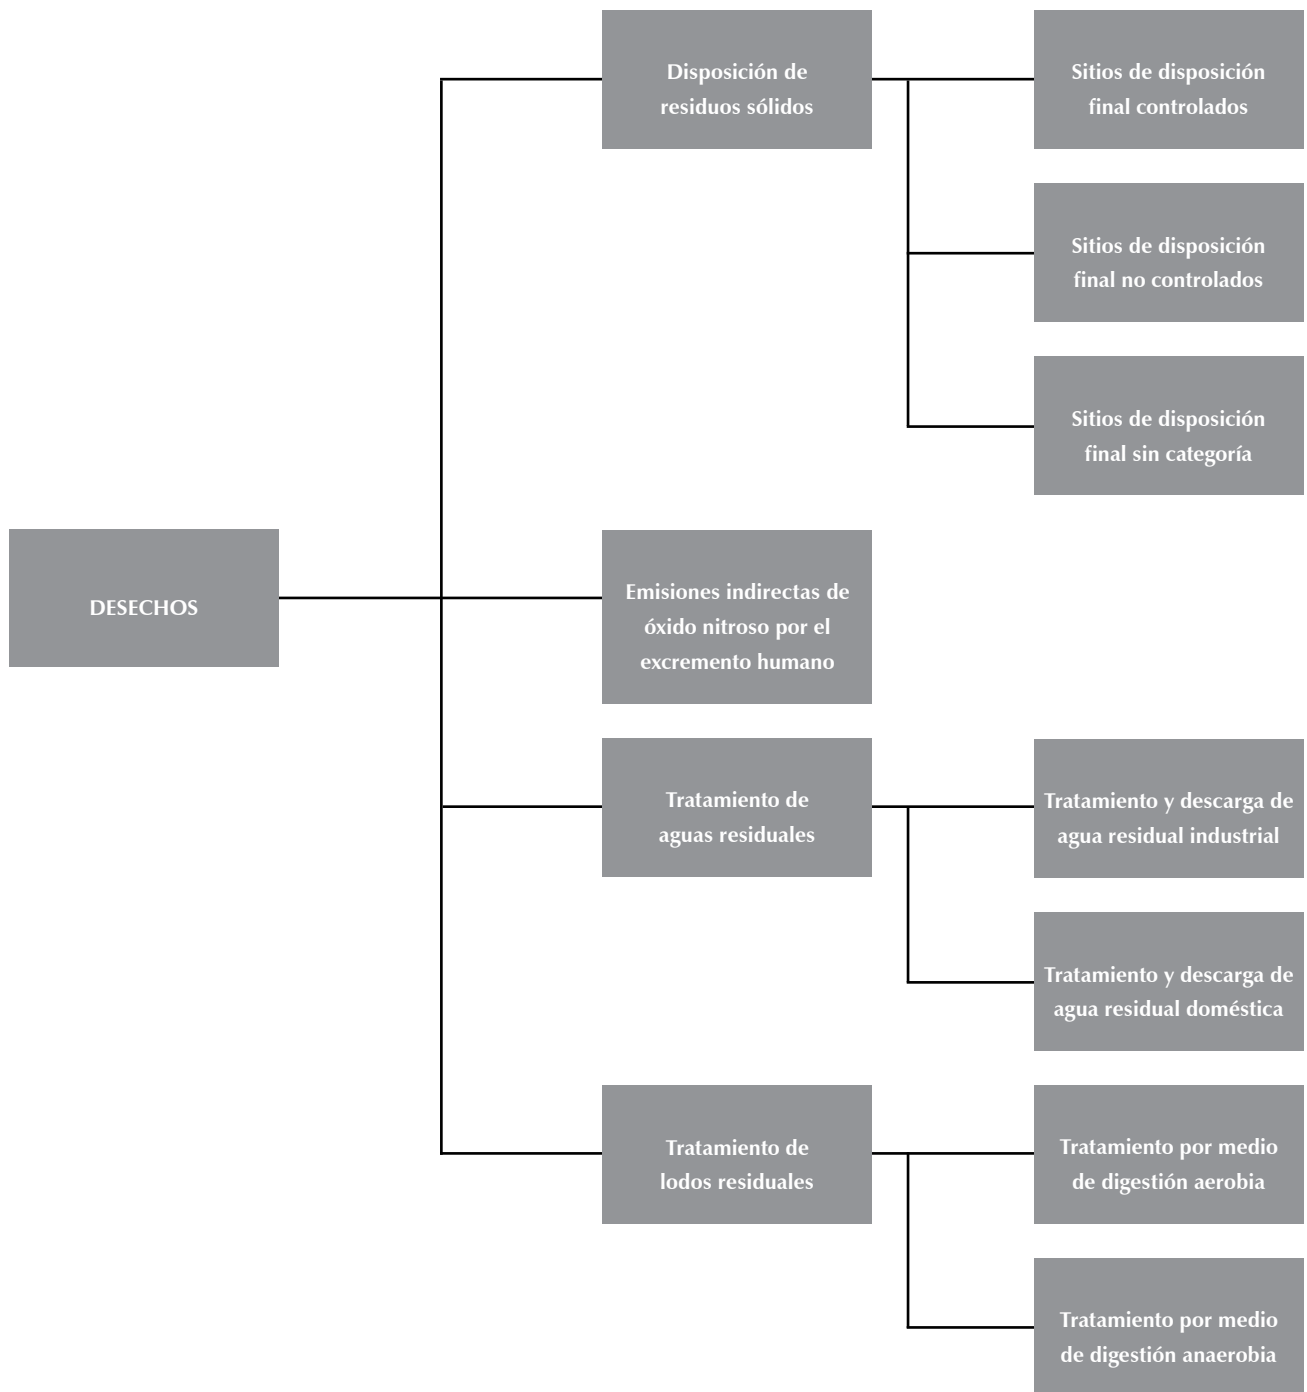 Disposición de
residuos sólidos
Sitios de disposición
final controlados
Sitios de disposición
final no controlados
Sitios de disposición
final sin categoría
DESECHOS
Emisiones indirectas de
óxido nitroso por el
excremento humano
Tratamiento de
aguas residuales
Tratamiento y descarga de
agua residual industrial
Tratamiento y descarga de
agua residual doméstica
Tratamiento de
lodos residuales
Tratamiento por medio
de digestión aerobia
Tratamiento por medio
de digestión anaerobia